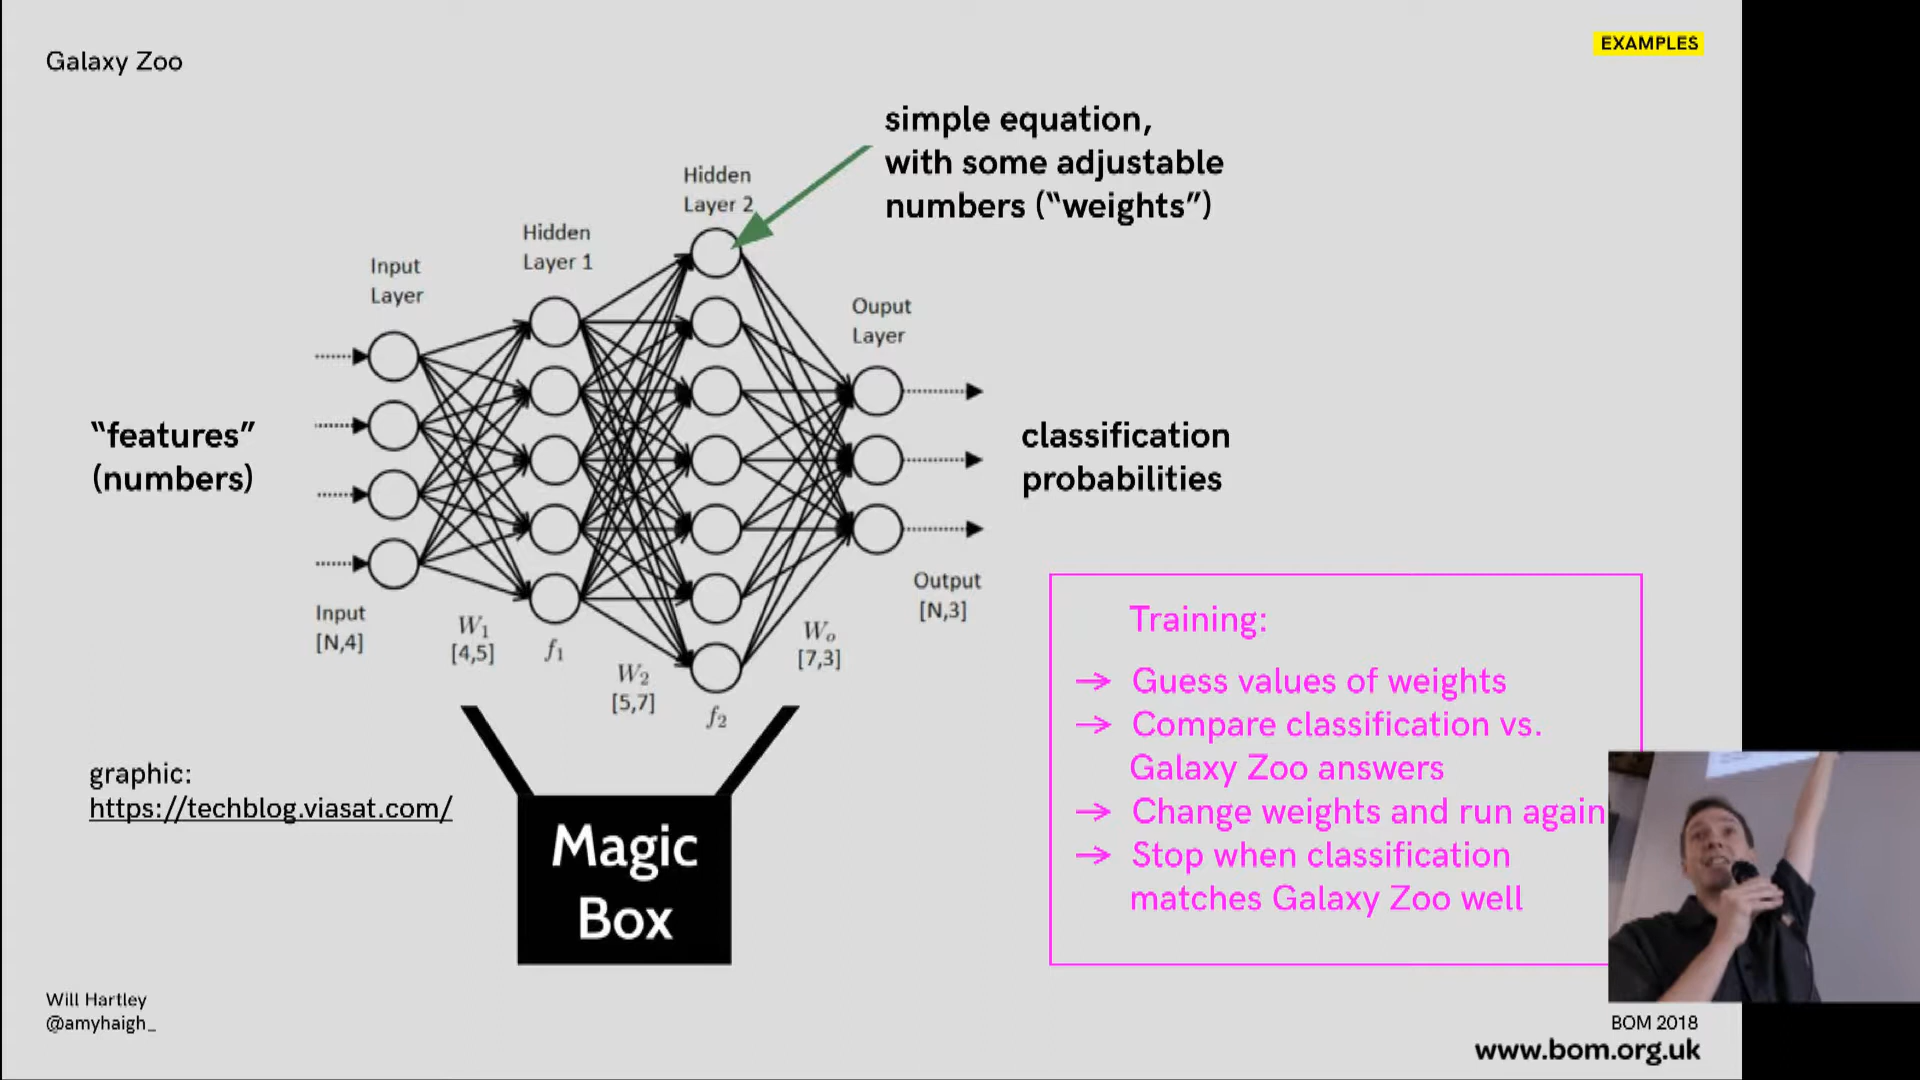 Galaxy Zoo
EXAMPLES
simple equation,
with some adjustable
numbers (“weights”)
Hidden
Layer 2
Hidden
Layer 1
Input
Layer
Ouput
Layer
“features”
(numbers)
classification
probabilities
Input
[N,4]
W1
[4,5]
f1
W2
[5,7]
f2
Wo
[7,3]
Output
[N,3]
Training:
→ Guess values of weights
→ Compare classification vs.
Galaxy Zoo answers
→ Change weights and run again
→ Stop when classification
matches Galaxy Zoo well
graphic:
https://techblog.viasat.com/
Magic
Box
Will Hartley
@amyhaigh_
BOM 2018
www.bom.org.uk